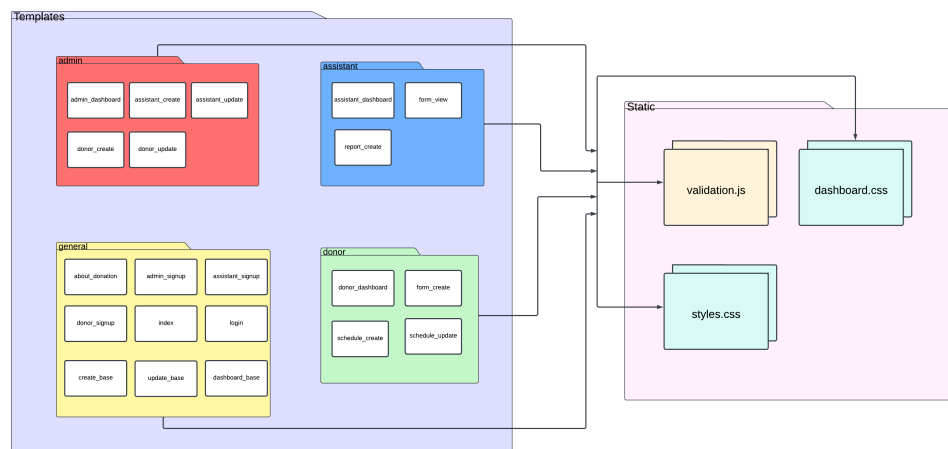 Templates
admin
admin_dashboard
assistant_create
assistant_update
donor_create
donor_update
assistant
assistant_dashboard
form_view
report_create
general
about_donation
admin_signup
assistant_signup
donor_signup
index
login
create_base
update_base
dashboard_base
donor
donor_dashboard
form_create
schedule_create
schedule_update
Static
validation.js
dashboard.css
styles.css